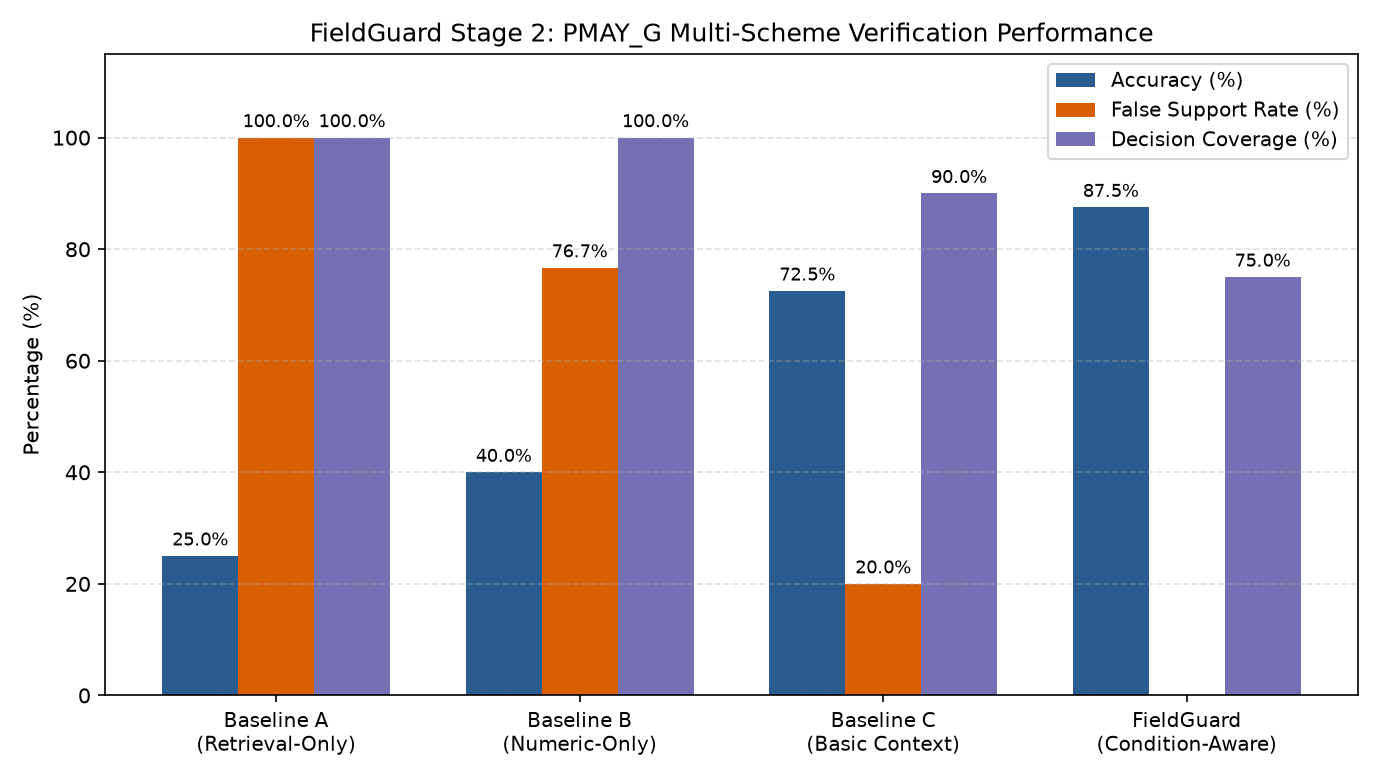 FieldGuard Stage 2: PMAY_G Multi-Scheme Verification Performance
Accuracy (%)
False Support Rate (%)
Decision Coverage (%)
Percentage (%)
100
80
60
40
20
0
25.0%
100.0%
100.0%
40.0%
76.7%
100.0%
72.5%
20.0%
90.0%
87.5%
75.0%
Baseline A
(Retrieval-Only)
Baseline B
(Numeric-Only)
Baseline C
(Basic Context)
FieldGuard
(Condition-Aware)